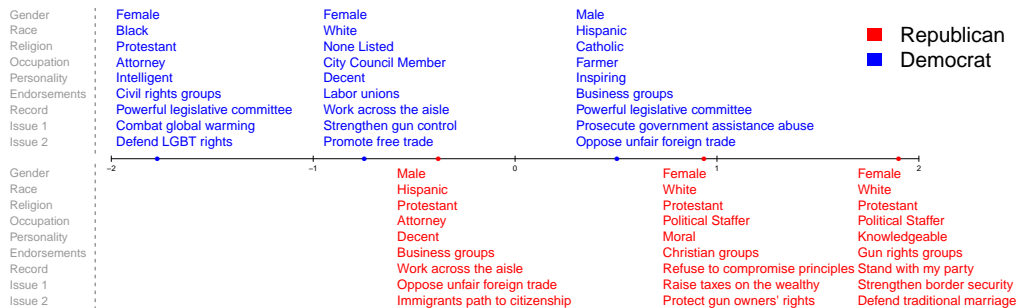 Gender Female Female Male
Race Black White Hispanic
Religion Protestant None Listed Catholic
Occupation Attorney City Council Member Farmer
Personality Intelligent Decent Inspiring
Endorsements Civil rights groups Labor unions Business groups
Record Powerful legislative committee Work across the aisle Powerful legislative committee
Issue 1 Combat global warming Strengthen gun control Prosecute government assistance abuse
Issue 2 Defend LGBT rights Promote free trade Oppose unfair foreign trade
Republican
Democrat
−2 −1 0 1 2
Gender Male Female Female
Race Hispanic White White
Religion Protestant Protestant Protestant
Occupation Attorney Political Staffer Political Staffer
Personality Decent Moral Knowledgeable
Endorsements Business groups Christian groups Gun rights groups
Record Work across the aisle Refuse to compromise principles Stand with my party
Issue 1 Oppose unfair foreign trade Raise taxes on the wealthy Strengthen border security
Issue 2 Immigrants path to citizenship Protect gun owners' rights Defend traditional marriage